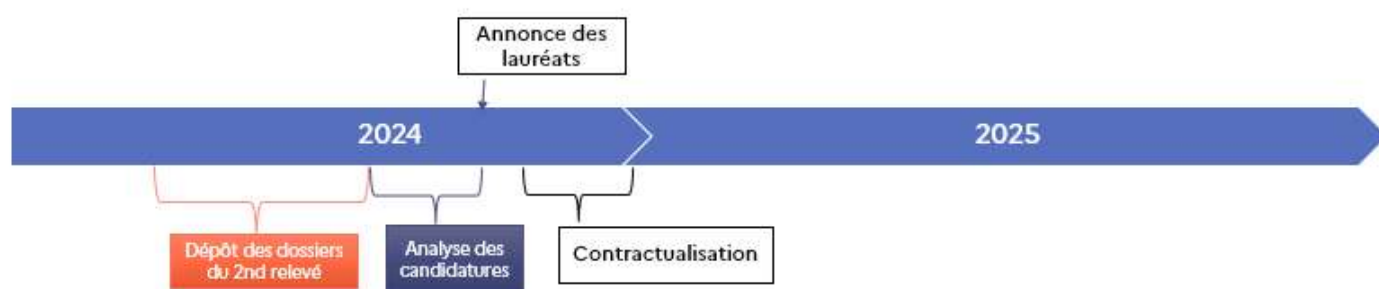 Annonce des
lauréats
2024
2025
Dépôt des dossiers
du 2nd relevé
Analyse des
candidatures
Contractualisation